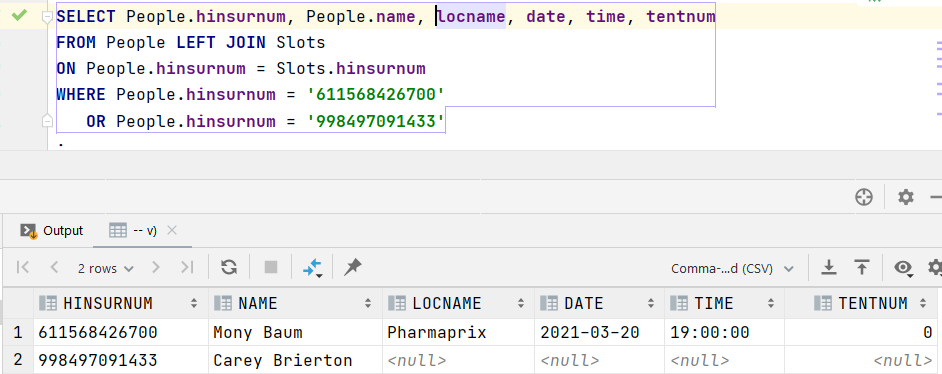 SELECT People.hinsurnum, People.name, locname, date, time, tentnum
FROM People LEFT JOIN Slots
ON People.hinsurnum = Slots.hinsurnum
WHERE People.hinsurnum = '611568426700'
OR People.hinsurnum = '998497091433'
Output -- v)
2 rows Comma-...d (CSV)
HINSURNUM NAME LOCNAME DATE TIME TENTNUM
1 611568426700 Mony Baum Pharmaprix 2021-03-20 19:00:00 0
2 998497091433 Carey Brierton <null> <null> <null> <null>